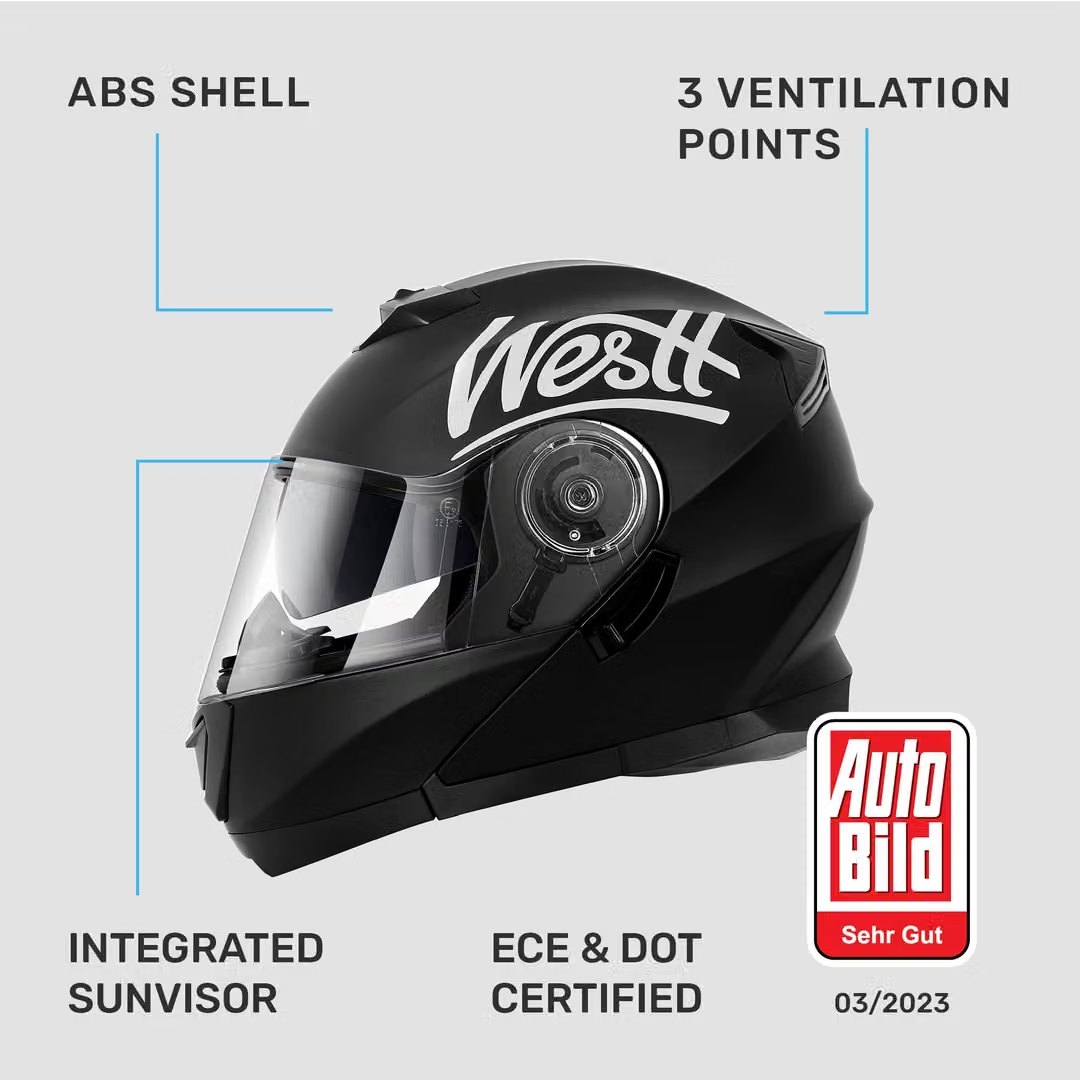 ABS SHELL
3 VENTILATION
POINTS
Westt
INTEGRATED
SUNVISOR
ECE & DOT
CERTIFIED
Auto
Bild
Sehr Gut
03/2023